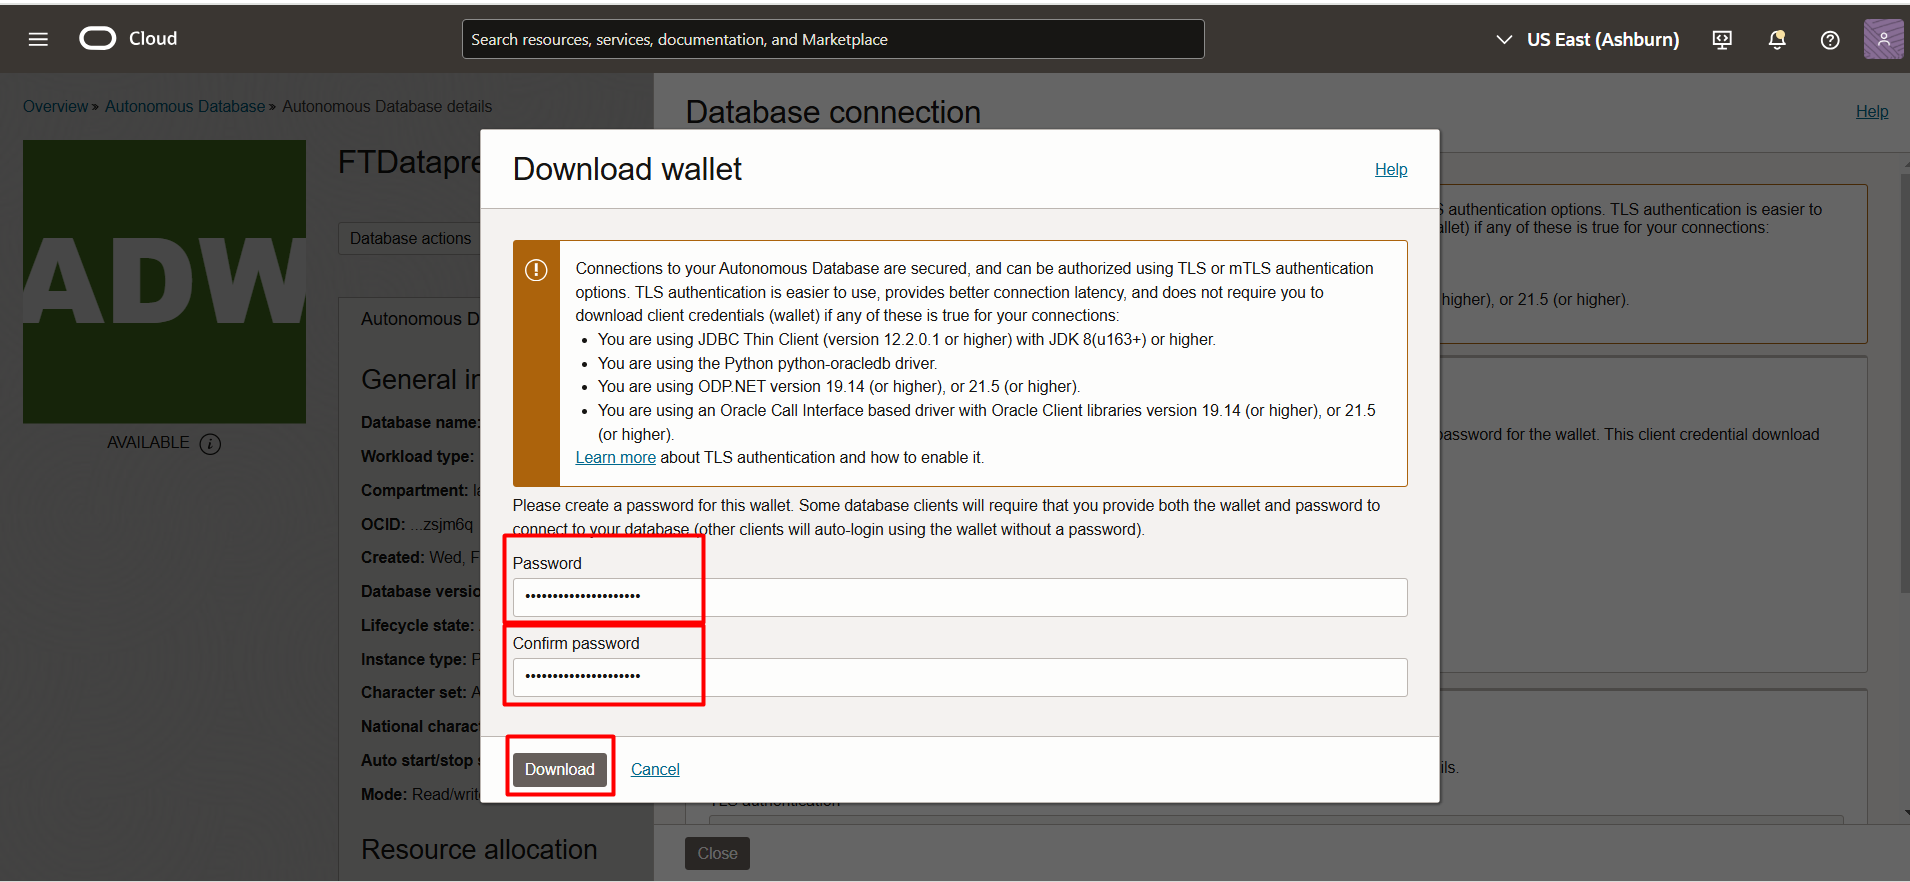 Cloud
Search resources, services, documentation, and Marketplace
US East (Ashburn)
Overview » Autonomous Database » Autonomous Database details
ADW
AVAILABLE
FTDatapre
Database actions
Autonomous D
General in
Database name:
Workload type:
Compartment:
OCID: ...zsjm6q
Created: Wed, F
Database versio
Lifecycle state:
Instance type: P
Character set: A
National charac
Auto start/stop
Mode: Read/writ
Resource allocation
Database connection
Help
S authentication options. TLS authentication is easier to
allet) if any of these is true for your connections:
higher), or 21.5 (or higher).
password for the wallet. This client credential download
ils.
TLS authentication
Close
Download wallet
Help
Connections to your Autonomous Database are secured, and can be authorized using TLS or mTLS authentication
options. TLS authentication is easier to use, provides better connection latency, and does not require you to
download client credentials (wallet) if any of these is true for your connections:
• You are using JDBC Thin Client (version 12.2.0.1 or higher) with JDK 8(u163+) or higher.
• You are using the Python python-oracledb driver.
• You are using ODP.NET version 19.14 (or higher), or 21.5 (or higher).
• You are using an Oracle Call Interface based driver with Oracle Client libraries version 19.14 (or higher), or 21.5
(or higher).
Learn more about TLS authentication and how to enable it.
Please create a password for this wallet. Some database clients will require that you provide both the wallet and password to
connect to your database (other clients will auto-login using the wallet without a password).
Password
•••••••••••••••••••••
Confirm password
•••••••••••••••••••••
Download
Cancel